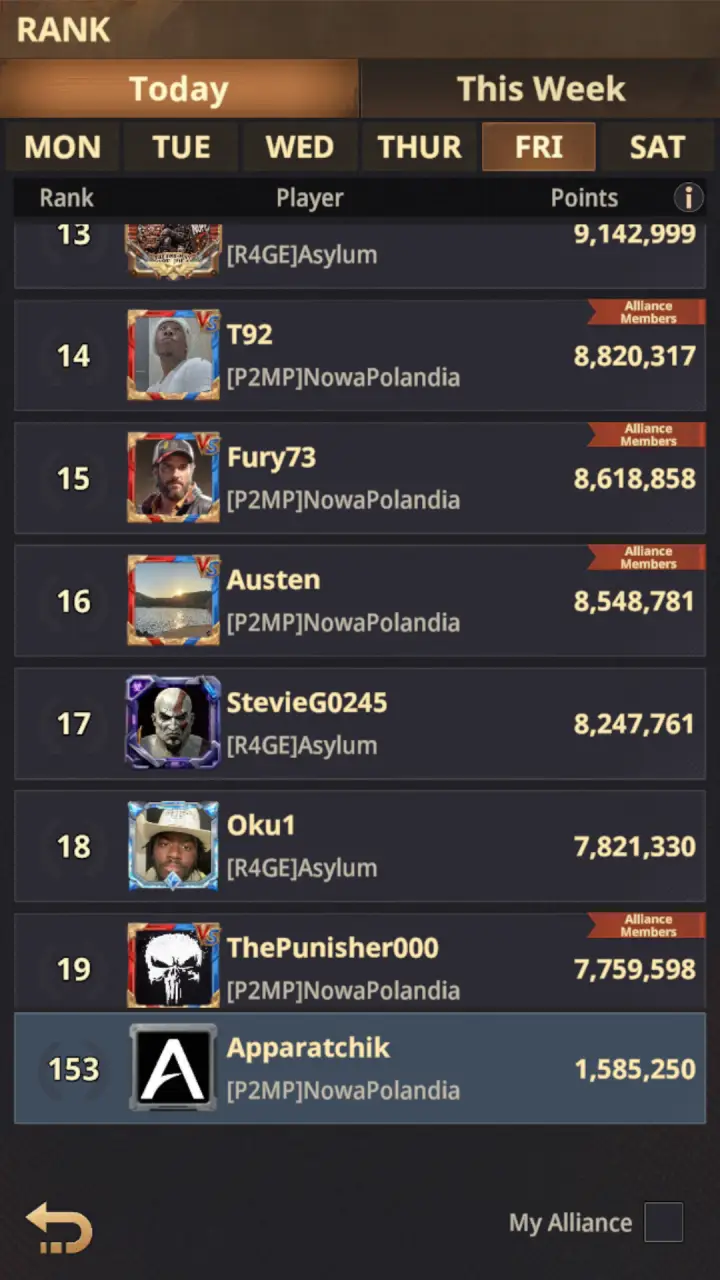 RANK
Today
This Week
MON TUE WED THUR FRI SAT
Rank Player Points
13
9,142,999
[R4GE]Asylum
Alliance
Members
T92
14
8,820,317
[P2MP]NowaPolandia
Alliance
Members
Fury73
15
8,618,858
[P2MP]NowaPolandia
Alliance
Members
Austen
16
8,548,781
[P2MP]NowaPolandia
StevieG0245
17
8,247,761
[R4GE]Asylum
Oku1
18
7,821,330
[R4GE]Asylum
Alliance
Members
ThePunisher000
19
7,759,598
[P2MP]NowaPolandia
Apparatchik
153
1,585,250
[P2MP]NowaPolandia
My Alliance